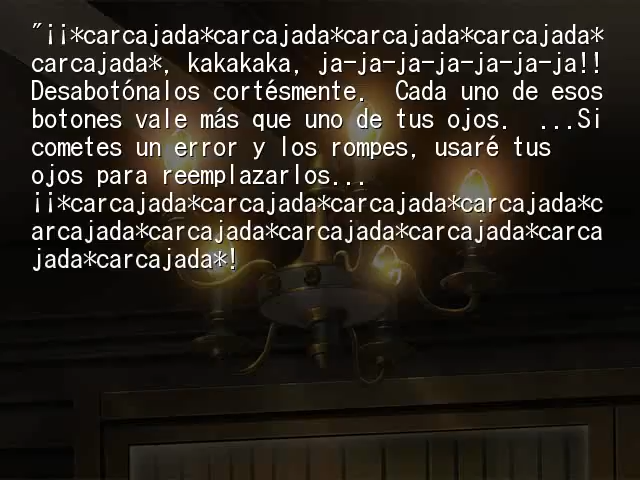 "¡¡*carcajada*carcajada*carcajada*carcajada*
carcajada*, kakakaka, ja-ja-ja-ja-ja-ja-ja!!
Desabotónalos cortésmente.  Cada uno de esos
botones vale más que uno de tus ojos.  ...Si
cometes un error y los rompes, usaré tus
ojos para reemplazarlos...
¡¡*carcajada*carcajada*carcajada*carcajada*c
arcajada*carcajada*carcajada*carcajada*carca
jada*carcajada*!